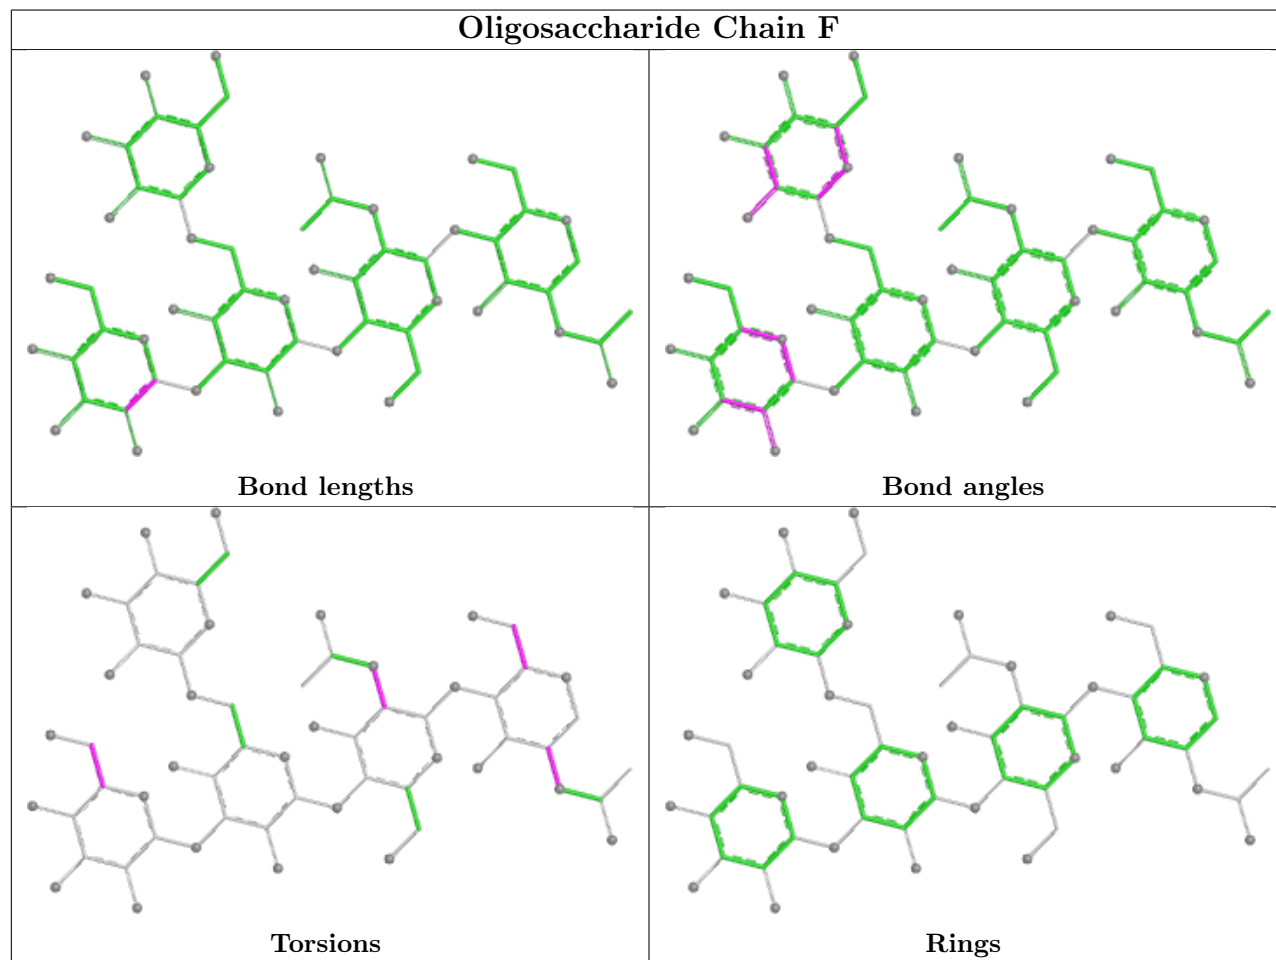 Oligosaccharide Chain F
Bond lengths
Bond angles
Torsions
Rings